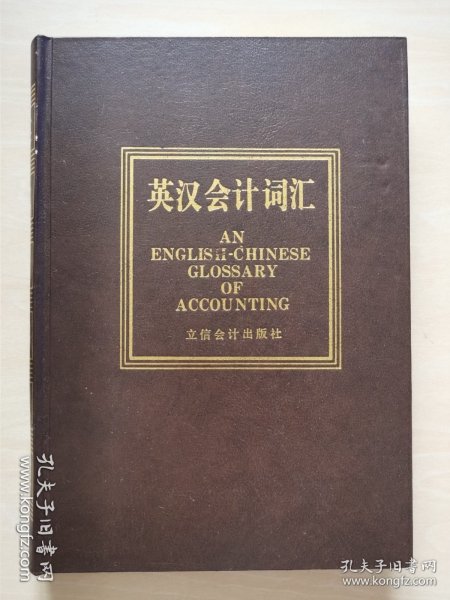 英汉会计词汇
AN
ENGLISH-CHINESE
GLOSSARY
OF
ACCOUNTING
立信会计出版社
孔夫子旧书网
www.kongfz.com
孔夫子旧书网
www.kongfz.com